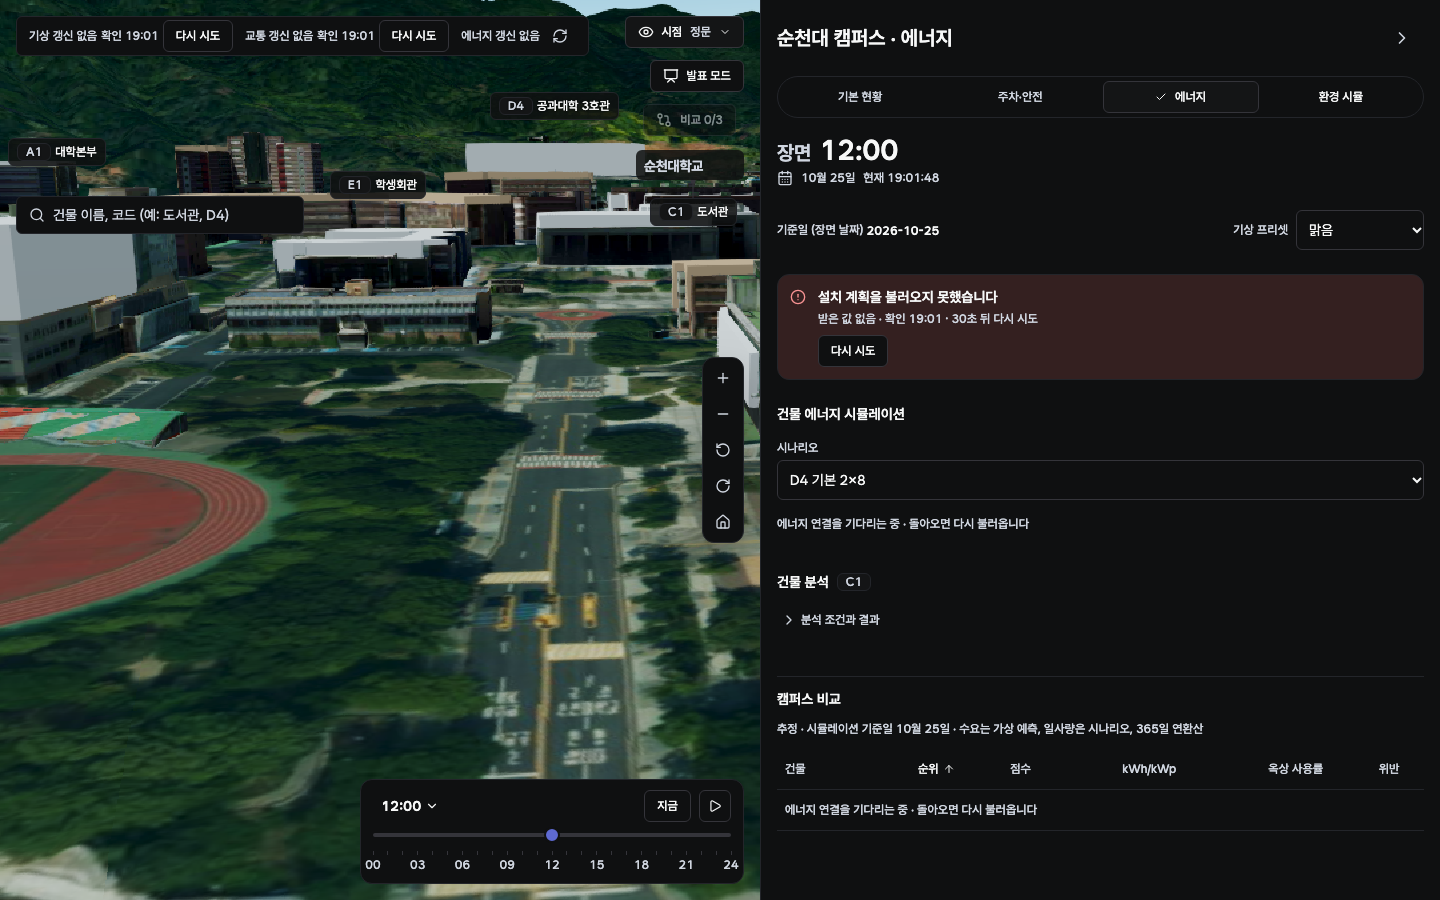 기상 갱신 없음 확인 19:01 다시 시도 교통 갱신 없음 확인 19:01 다시 시도 에너지 갱신 없음
시점 정문
발표 모드
D4 공과대학 3호관
비교 0/3
A1 대학본부
순천대학교
E1 학생회관
C1 도서관
건물 이름, 코드 (예: 도서관, D4)
12:00
지금
00 03 06 09 12 15 18 21 24
순천대 캠퍼스 · 에너지
기본 현황 주차·안전 에너지 환경 시뮬
장면 12:00
10월 25일 현재 19:01:48
기준일 (장면 날짜) 2026-10-25 기상 프리셋 맑음
설치 계획을 불러오지 못했습니다
받은 값 없음 · 확인 19:01 · 30초 뒤 다시 시도
다시 시도
건물 에너지 시뮬레이션
시나리오
D4 기본 2×8
에너지 연결을 기다리는 중 · 돌아오면 다시 불러옵니다
건물 분석 C1
분석 조건과 결과
캠퍼스 비교
추정 · 시뮬레이션 기준일 10월 25일 · 수요는 가상 예측, 일사량은 시나리오, 365일 연환산
건물 순위 점수 kWh/kWp 옥상 사용률 위반
에너지 연결을 기다리는 중 · 돌아오면 다시 불러옵니다